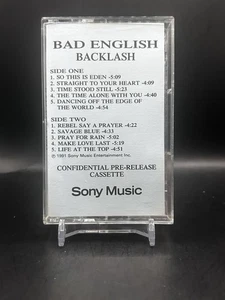 BAD ENGLISH
BACKLASH
SIDE ONE
1. SO THIS IS EDEN -5:09
2. STRAIGHT TO YOUR HEART -4:09
3. TIME STOOD STILL -5:23
4. THE TIME ALONE WITH YOU -4:40
5. DANCING OFF THE EDGE OF
THE WORLD -4:54
SIDE TWO
1. REBEL SAY A PRAYER -4:22
2. SAVAGE BLUE -4:33
3. PRAY FOR RAIN -5:02
4. MAKE LOVE LAST -5:19
5. LIFE AT THE TOP -4:51
℗ 1991 Sony Music Entertainment Inc.
CONFIDENTIAL PRE-RELEASE
CASSETTE
Sony Music